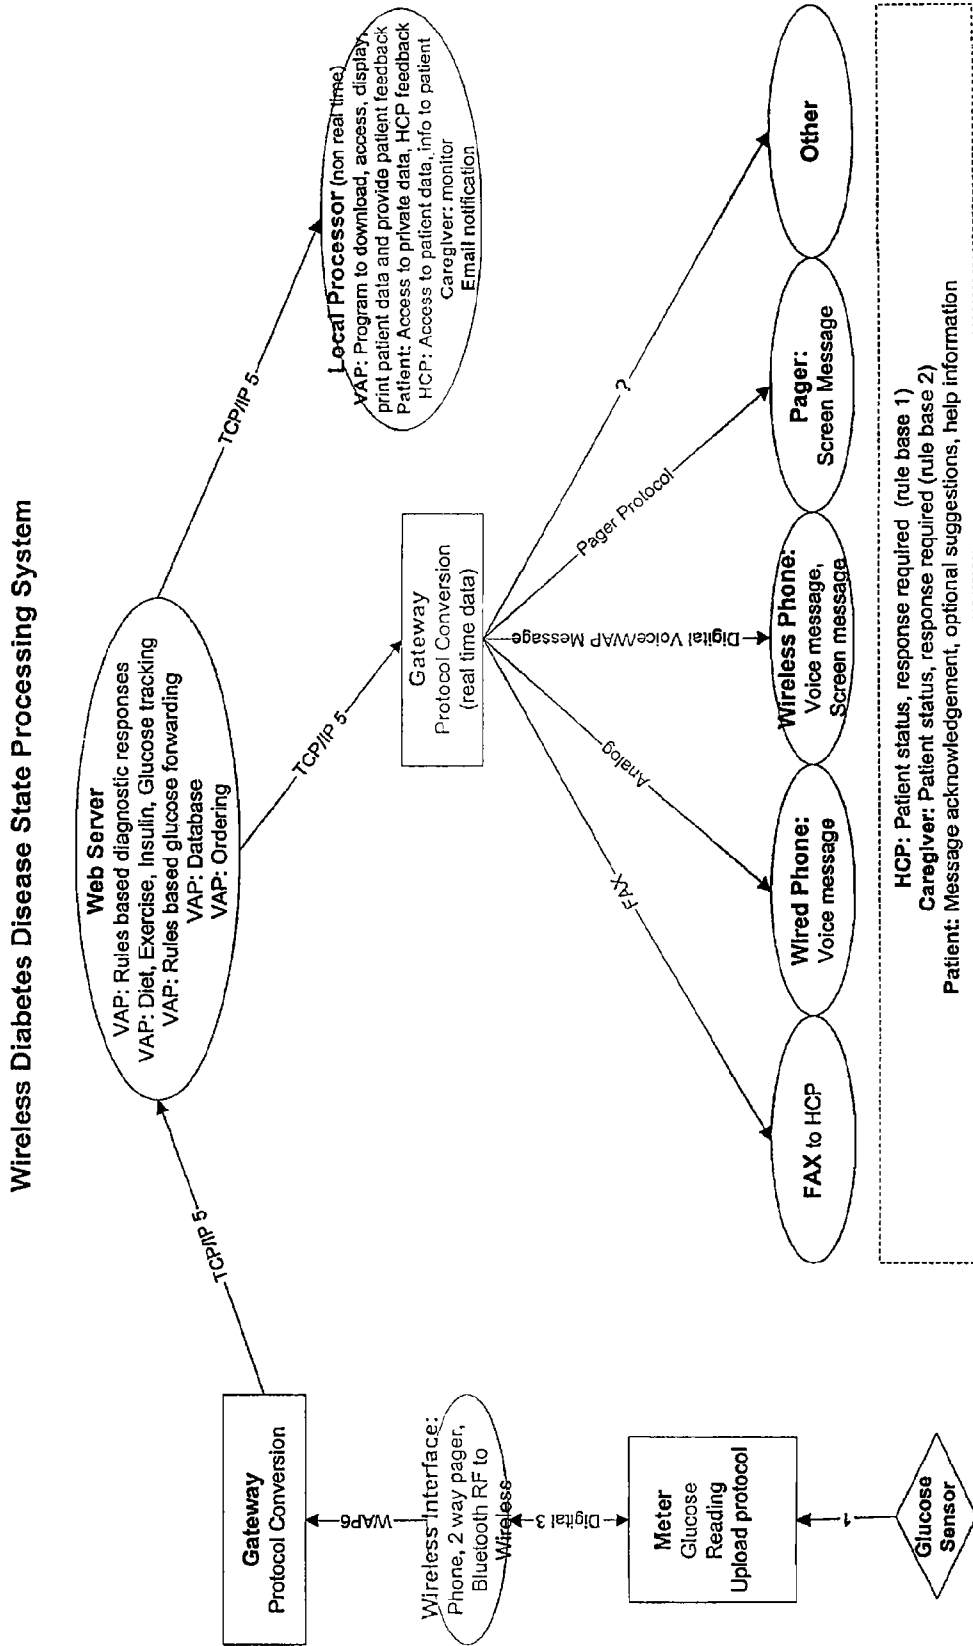 Wireless Diabetes Disease State Processing System
Web Server
VAP: Rules based diagnostic responses
VAP: Diet, Exercise, Insulin, Glucose tracking
VAP: Rules based glucose forwarding
VAP: Database
VAP: Ordering
TCP/IP 5
TCP/IP 5
TCP/IP 5
Gateway
Protocol Conversion
WAP6
Wireless Interface:
Phone, 2 way pager,
Bluetooth RF to
Wireless
Digital 3
Meter
Glucose
Reading
Upload protocol
1
Glucose
Sensor
Local Processor (non real time)
VAP: Program to download, access, display,
print patient data and provide patient feedback
Patient: Access to private data, HCP feedback
HCP: Access to patient data, info to patient
Caregiver: monitor
Email notification
Gateway
Protocol Conversion
(real time data)
FAX
Analog
Digital Voice/WAP Message
Pager Protocol
?
FAX to HCP
Wired Phone:
Voice message
Wireless Phone:
Voice message,
Screen message
Pager:
Screen Message
Other
HCP: Patient status, response required (rule base 1)
Caregiver: Patient status, response required (rule base 2)
Patient: Message acknowledgement, optional suggestions, help information